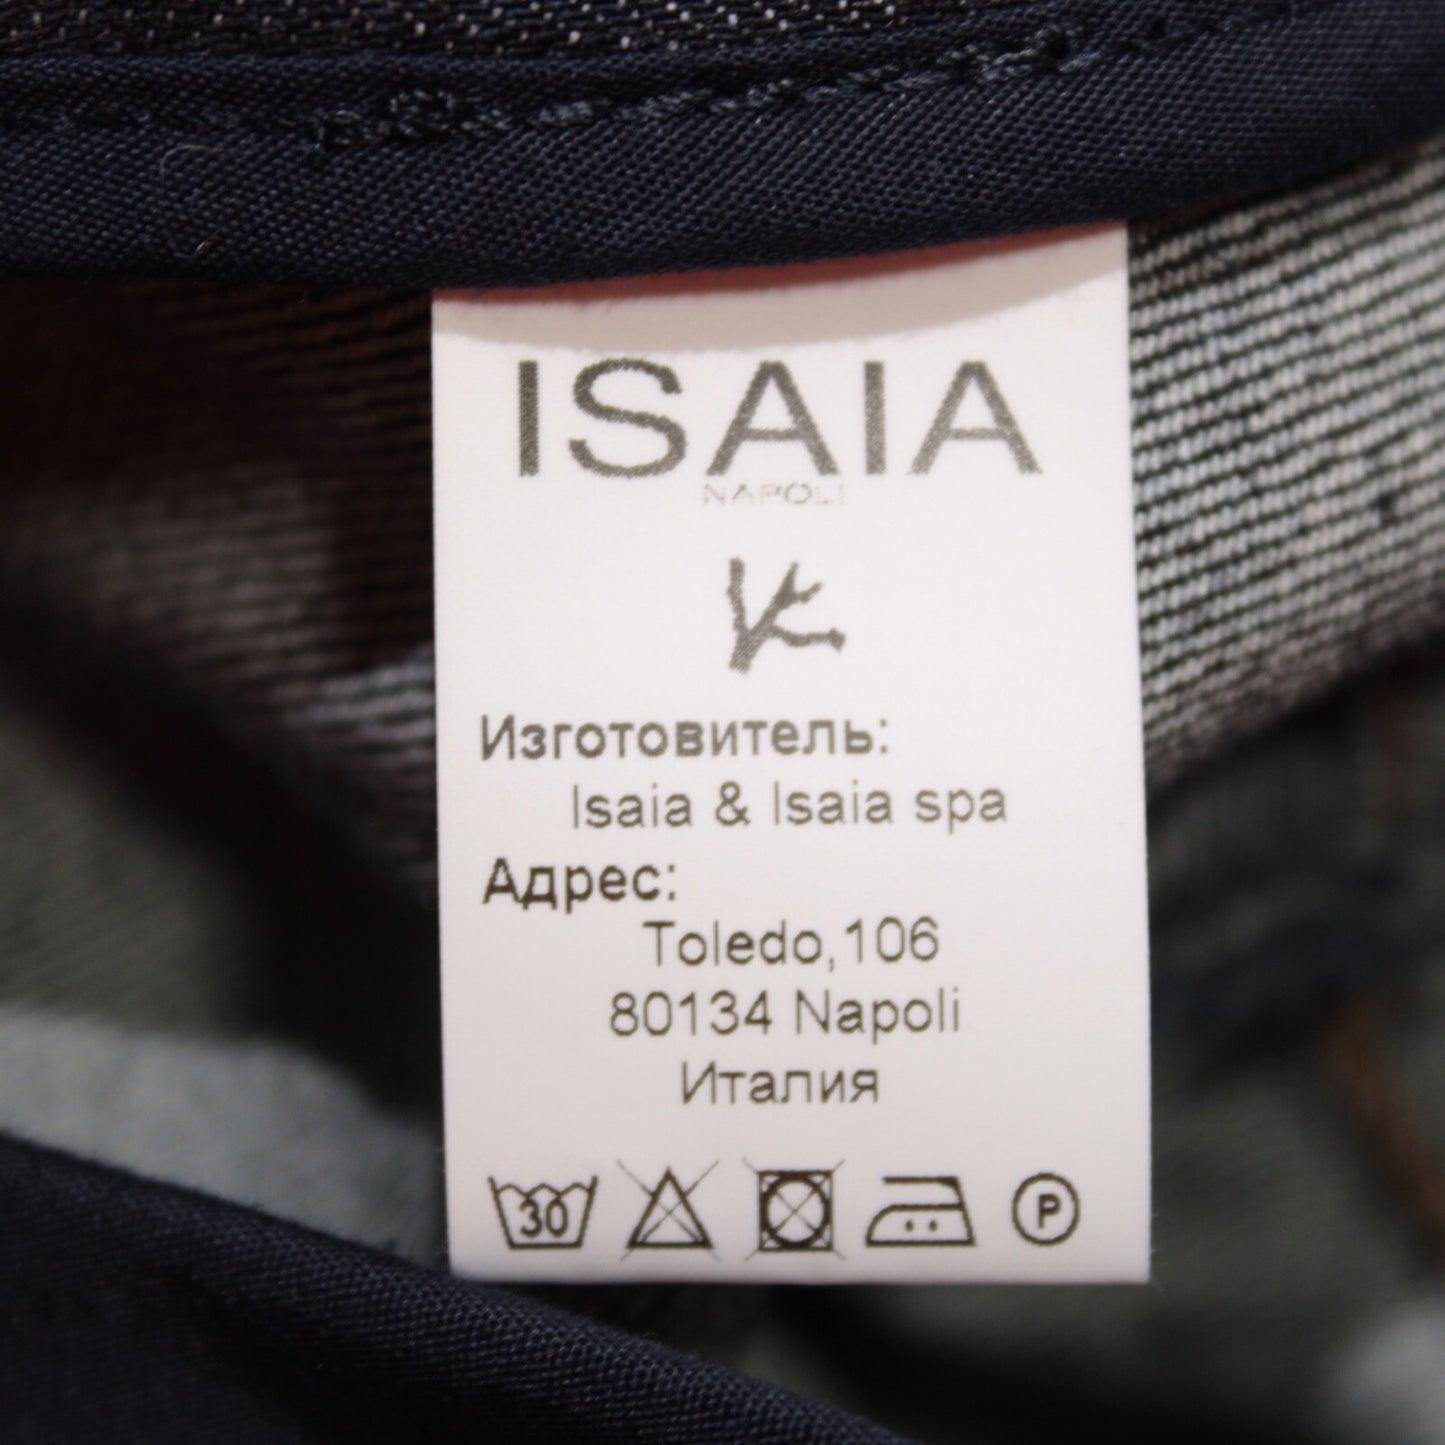 ISAIA
NAPOLI
Изготовитель:
Isaia & Isaia spa
Адрес:
Toledo,106
80134 Napoli
Италия
30 P